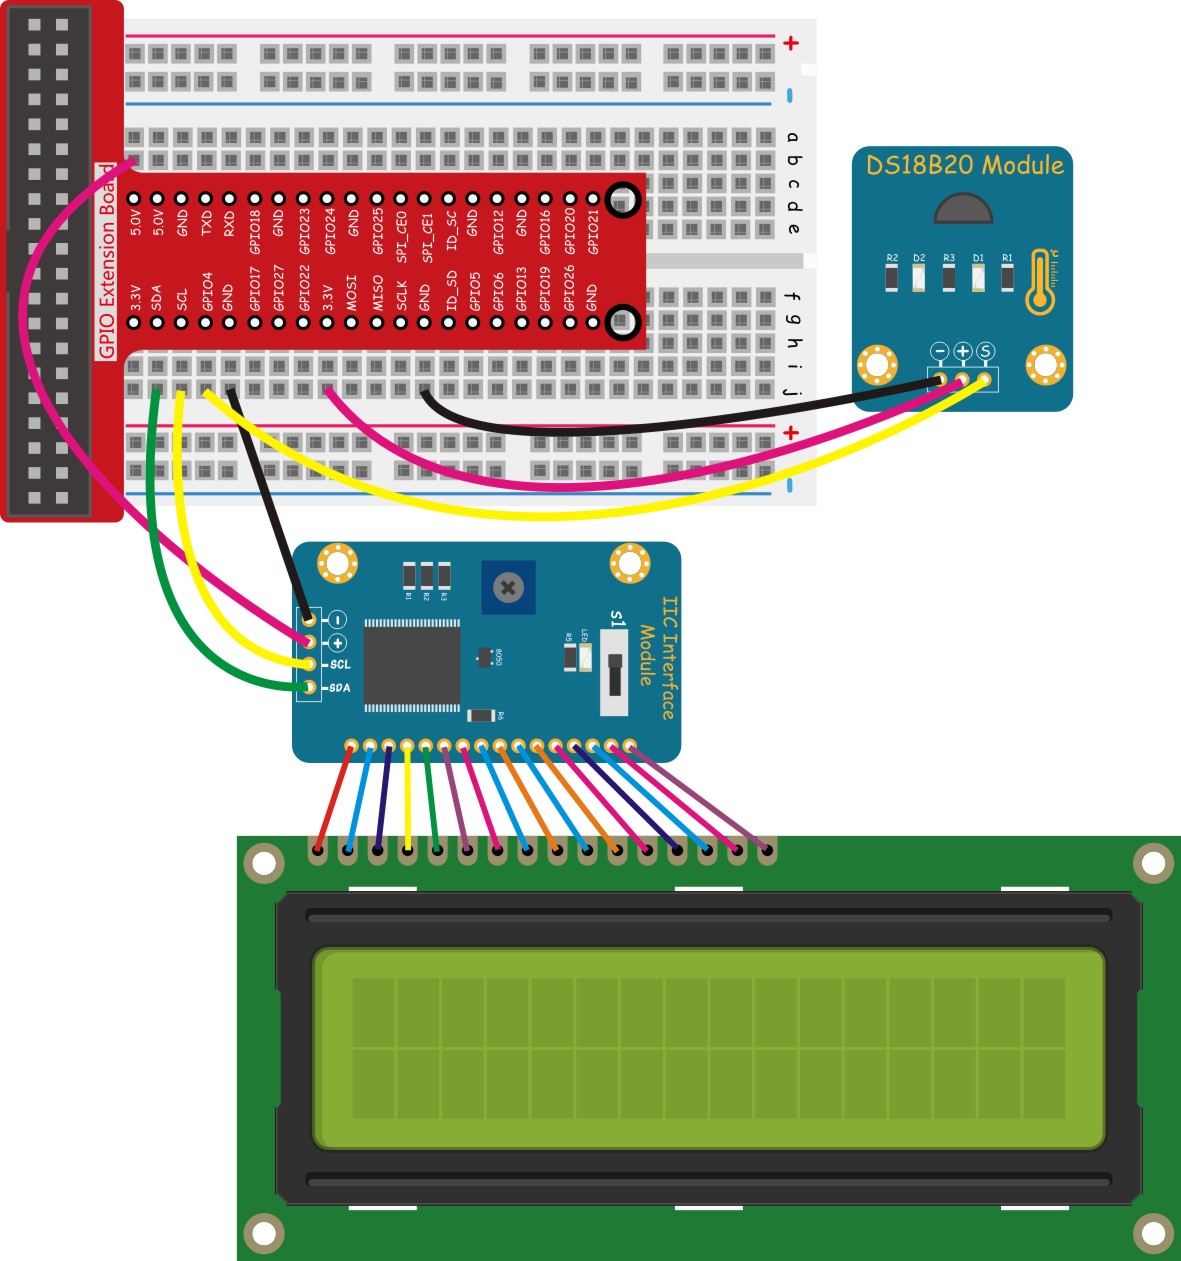 +
-
a
b
c
d
e
GPIO Extension Board
5.0V
5.0V
GND
TXD
RXD
GPIO18
GND
GPIO23
GPIO24
GND
GPIO25
SPI_CE0
SPI_CE1
ID_SC
GND
GPIO12
GND
GPIO16
GPIO20
GPIO21
3.3V
SDA
SCL
GPIO4
GND
GPIO17
GPIO27
GPIO22
3.3V
MOSI
MISO
SCLK
GND
ID_SD
GPIO5
GPIO6
GPIO13
GPIO19
GPIO26
GND
f
g
h
i
j
+
-
DS18B20 Module
R2 D2 R3 D1 R1
°C
- + S
R1
R2
R3
-
+
SCL
SDA
8050
R6
R5
LED
S1
IIC Interface
Module